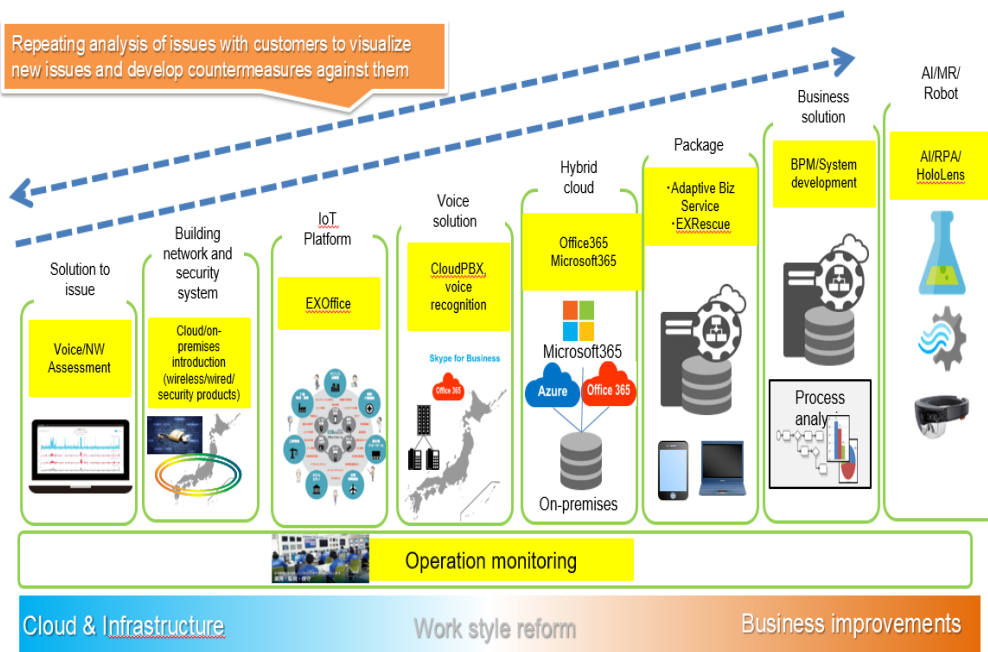 Repeating analysis of issues with customers to visualize
new issues and develop countermeasures against them
Solution to
issue
Voice/NW
Assessment
Building
network and
security
system
Cloud/on-
premises
introduction
(wireless/wired/
security products)
IoT
Platform
EXOffice
Voice
solution
CloudPBX,
voice
recognition
Skype for Business
Office 365
Hybrid
cloud
Office365
Microsoft365
Microsoft365
Azure
Office 365
On-premises
Package
・Adaptive Biz
Service
・EXRescue
Business
solution
BPM/System
development
Process
analy
AI/MR/
Robot
AI/RPA/
HoloLens
Operation monitoring
Cloud & Infrastructure
Work style reform
Business improvements